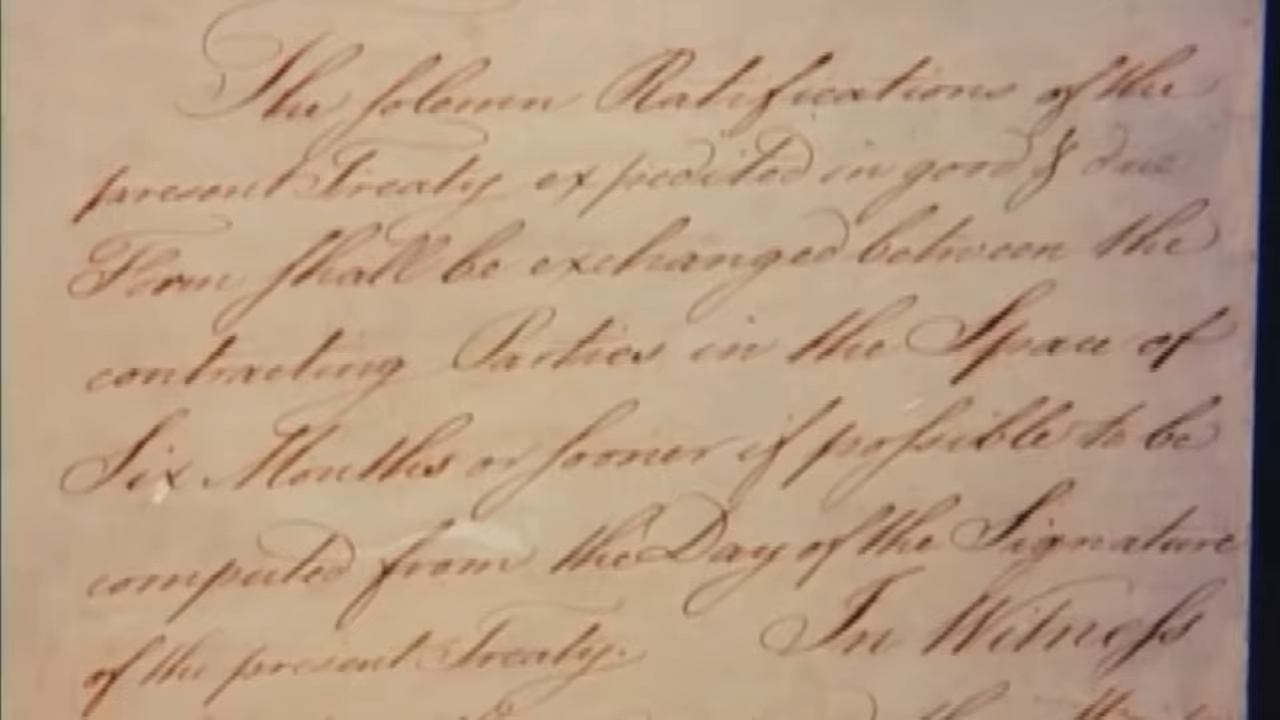 The solemn Ratifications of the
present Treaty expedited in good & due
Form shall be exchanged between the
contracting Parties in the Space of
Six Months or sooner if possible to be
computed from the Day of the Signature
of the present Treaty. In Witness